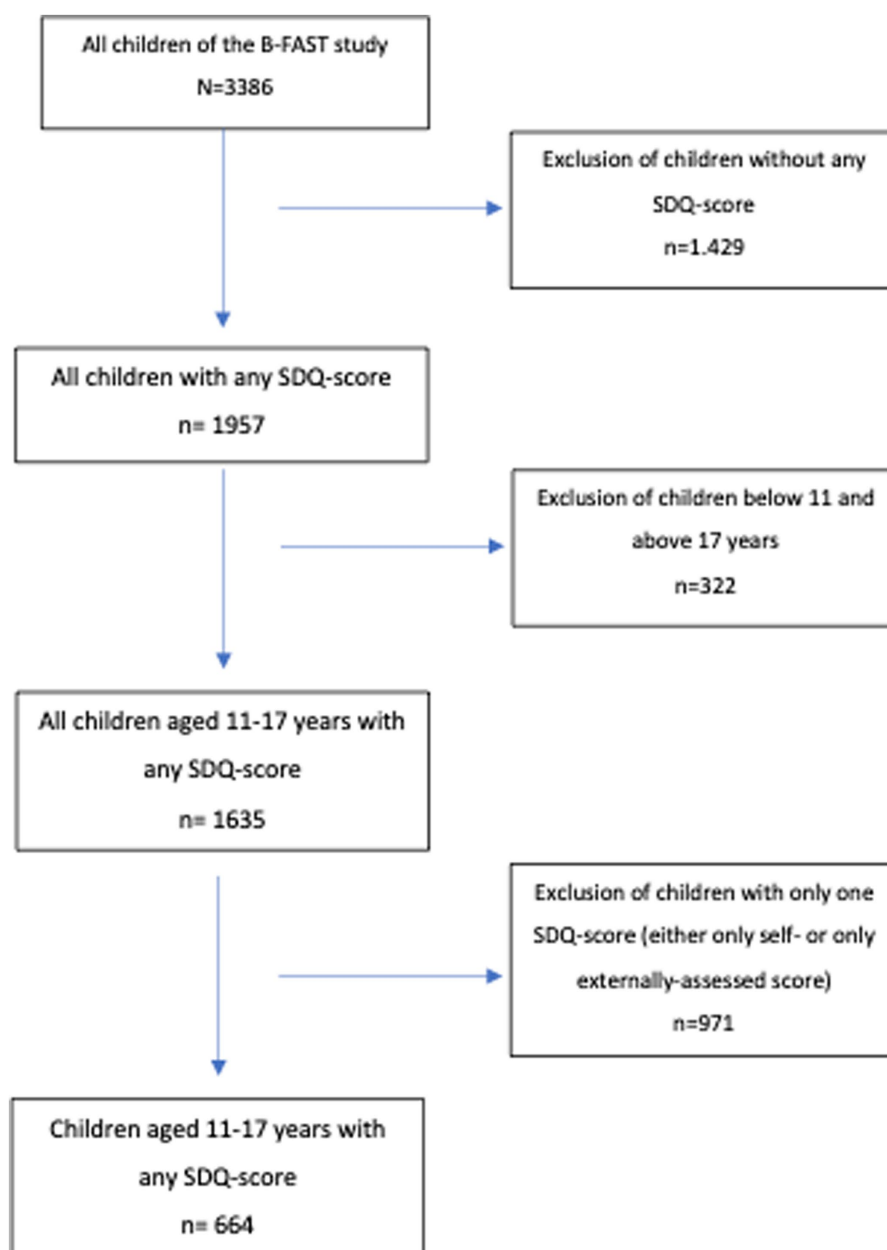 All children of the B-FAST study
N=3386
Exclusion of children without any
SDQ-score
n=1.429
All children with any SDQ-score
n= 1957
Exclusion of children below 11 and
above 17 years
n=322
All children aged 11-17 years with
any SDQ-score
n= 1635
Exclusion of children with only one
SDQ-score (either only self- or only
externally-assessed score)
n=971
Children aged 11-17 years with
any SDQ-score
n= 664